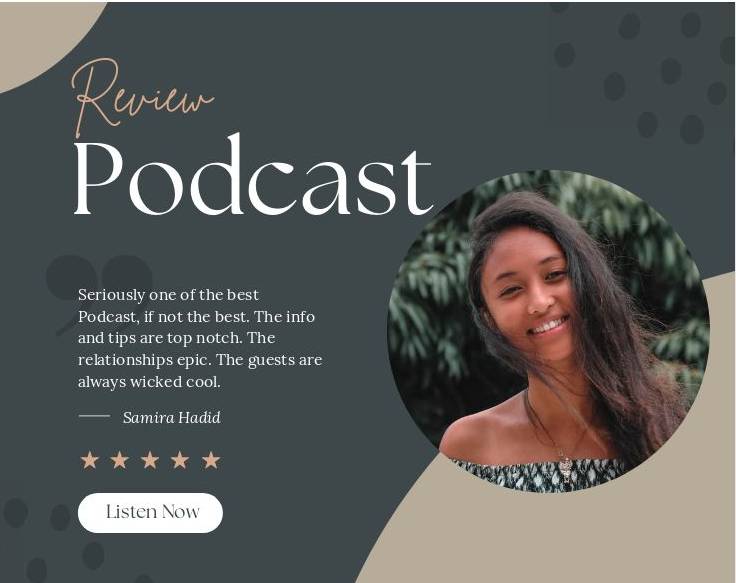 Review
Podcast
Seriously one of the best
Podcast, if not the best. The info
and tips are top notch. The
relationships epic. The guests are
always wicked cool.
Samira Hadid
Listen Now